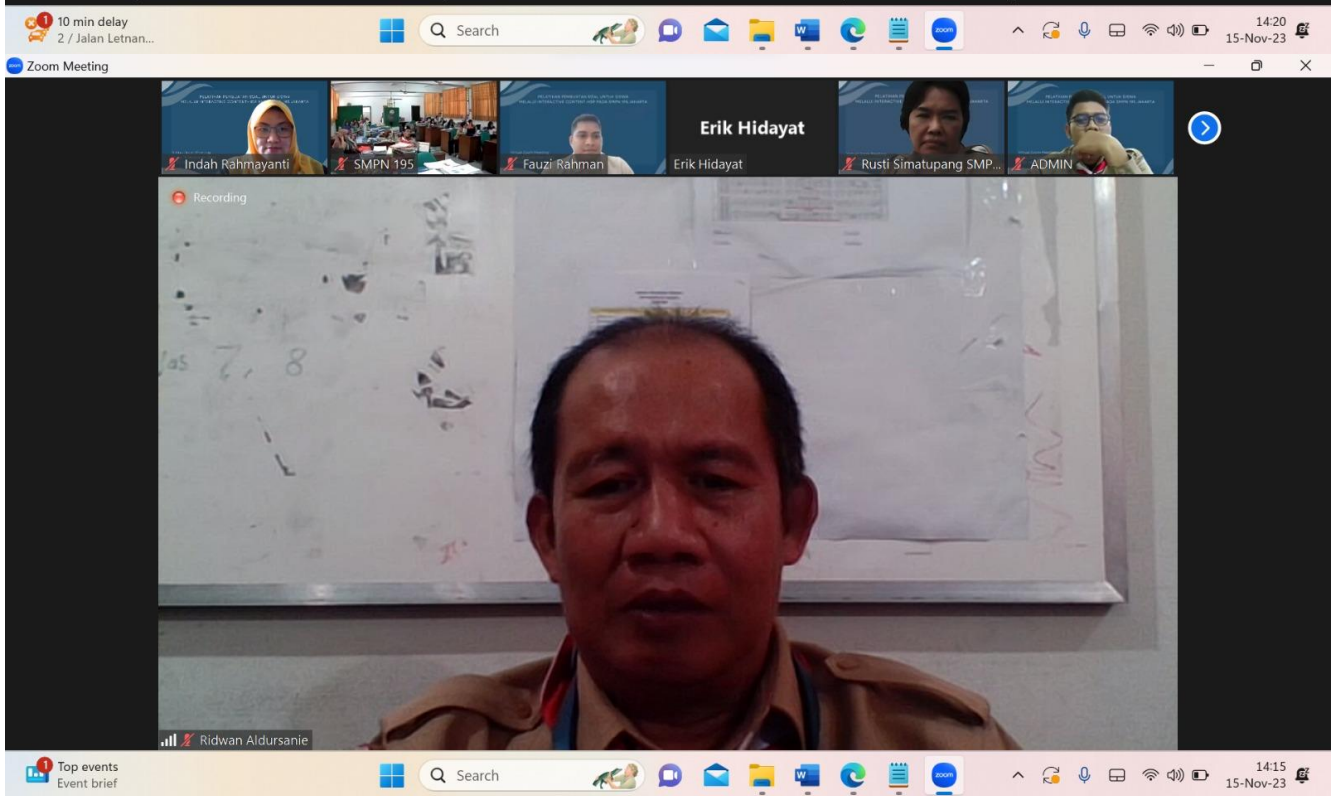 10 min delay
2 / Jalan Letnan...
Search
14:20
15-Nov-23
Zoom Meeting
Indah Rahmayanti
SMPN 195
Fauzi Rahman
Erik Hidayat
Erik Hidayat
Rusti Simatupang SMP...
ADMIN
Recording
7, 8
Ridwan Aldursanie
Top events
Event brief
Search
14:15
15-Nov-23